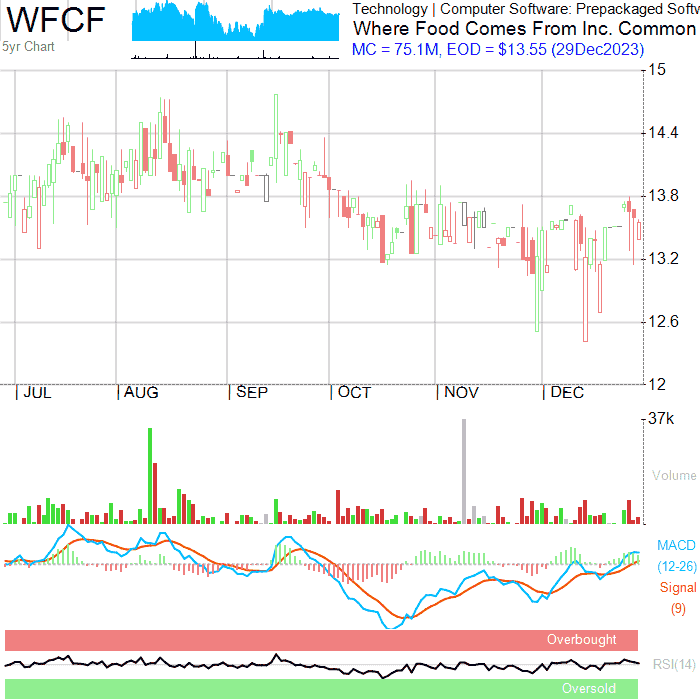 WFCF
5yr Chart
Technology | Computer Software: Prepackaged Softw
Where Food Comes From Inc. Common
MC = 75.1M, EOD = $13.55 (29Dec2023)
15
14.4
13.8
13.2
12.6
12
| JUL | AUG | SEP | OCT | NOV | DEC
37k
Volume
MACD
(12-26)
Signal
(9)
Overbought
RSI(14)
Oversold